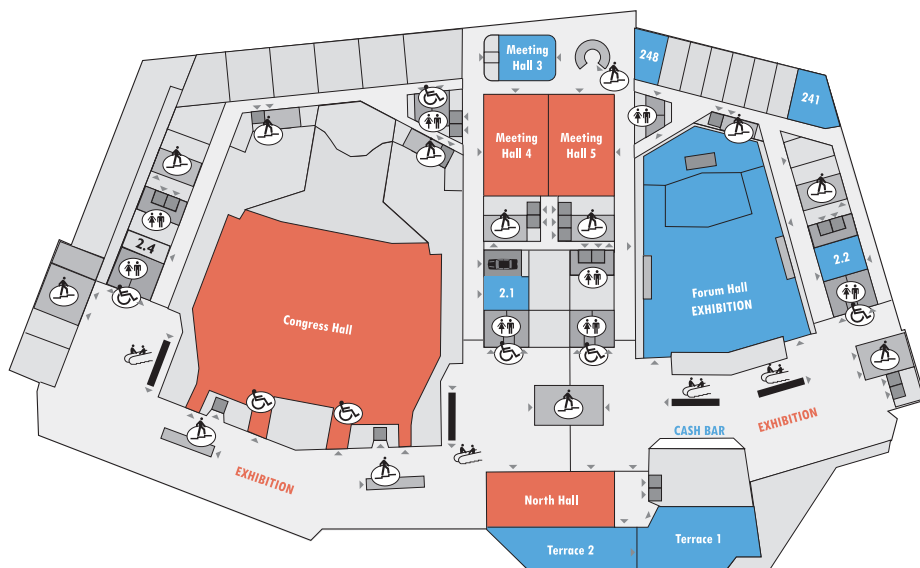 Meeting
Hall 3
248
241
Meeting
Hall 4
Meeting
Hall 5
2.4
2.2
2.1
Forum Hall
EXHIBITION
Congress Hall
CASH BAR
EXHIBITION
EXHIBITION
North Hall
Terrace 2
Terrace 1